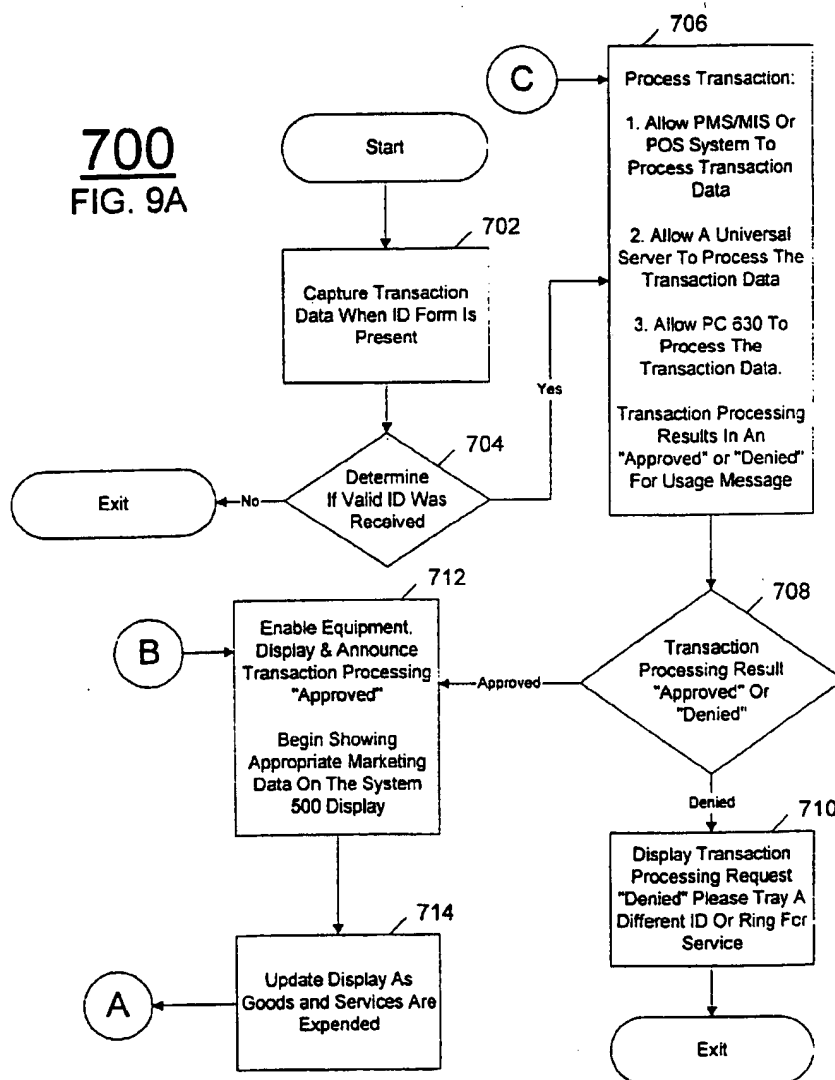 700
FIG. 9A
Start
702
Capture Transaction
Data When ID Form Is
Present
704
Determine
If Valid ID Was
Received
No
Exit
Yes
706
C
Process Transaction:
1. Allow PMS/MIS Or
POS System To
Process Transaction
Data
2. Allow A Universal
Server To Process The
Transaction Data
3. Allow PC 630 To
Process The
Transaction Data.
Transaction Processing
Results In An
"Approved" or "Denied"
For Usage Message
708
Transaction
Processing Result
"Approved" Or
"Denied"
Approved
Denied
712
B
Enable Equipment,
Display & Announce
Transaction Processing
"Approved"
Begin Showing
Appropriate Marketing
Data On The System
500 Display
710
Display Transaction
Processing Request
"Denied" Please Tray A
Different ID Or Ring For
Service
Exit
714
Update Display As
Goods and Services Are
Expended
A